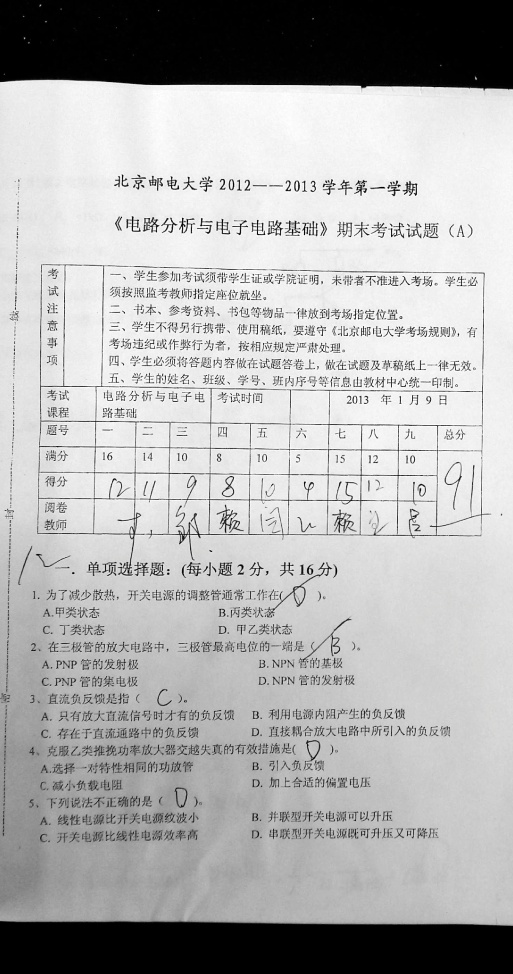 北京邮电大学2012——2013学年第一学期
《电路分析与电子电路基础》期末考试试题（A）
考试注意事项
一、学生参加考试须带学生证或学院证明，未带者不准进入考场。学生必
须按照监考教师指定座位就坐。
二、书本、参考资料、书包等物品一律放到考场指定位置。
三、学生不得另行携带、使用稿纸，要遵守《北京邮电大学考场规则》，有
考场违纪或作弊行为者，按相应规定严肃处理。
四、学生必须将答题内容做在试题答卷上，做在试题及草稿纸上一律无效。
五、学生的姓名、班级、学号、班内序号等信息由教材中心统一印制。
考试课程 电路分析与电子电路基础 考试时间 2013 年 1 月 9 日
题号 一 二 三 四 五 六 七 八 九 总分
满分 16 14 10 8 10 5 15 12 10
得分 12 11 9 8 10 4 15 12 10 91
阅卷教师 赖 闫 赖 吕
12
一. 单项选择题：(每小题 2 分，共 16 分)
1. 为了减少散热，开关电源的调整管通常工作在( D )。
A.甲类状态 B.丙类状态
C. 丁类状态 D. 甲乙类状态
2、在三极管的放大电路中，三极管最高电位的一端是（ B ）。
A. PNP 管的发射极 B. NPN 管的基极
C. PNP 管的集电极 D. NPN 管的发射极
3、直流负反馈是指（ C ）。
A. 只有放大直流信号时才有的负反馈 B. 利用电源内阻产生的负反馈
C. 存在于直流通路中的负反馈 D. 直接耦合放大电路中所引入的负反馈
4、克服乙类推挽功率放大器交越失真的有效措施是( D )。
A.选择一对特性相同的功放管 B. 引入负反馈
C. 减小负载电阻 D. 加上合适的偏置电压
5、下列说法不正确的是（ D ）。
A. 线性电源比开关电源纹波小 B. 并联型开关电源可以升压
C. 开关电源比线性电源效率高 D. 串联型开关电源既可升压又可降压